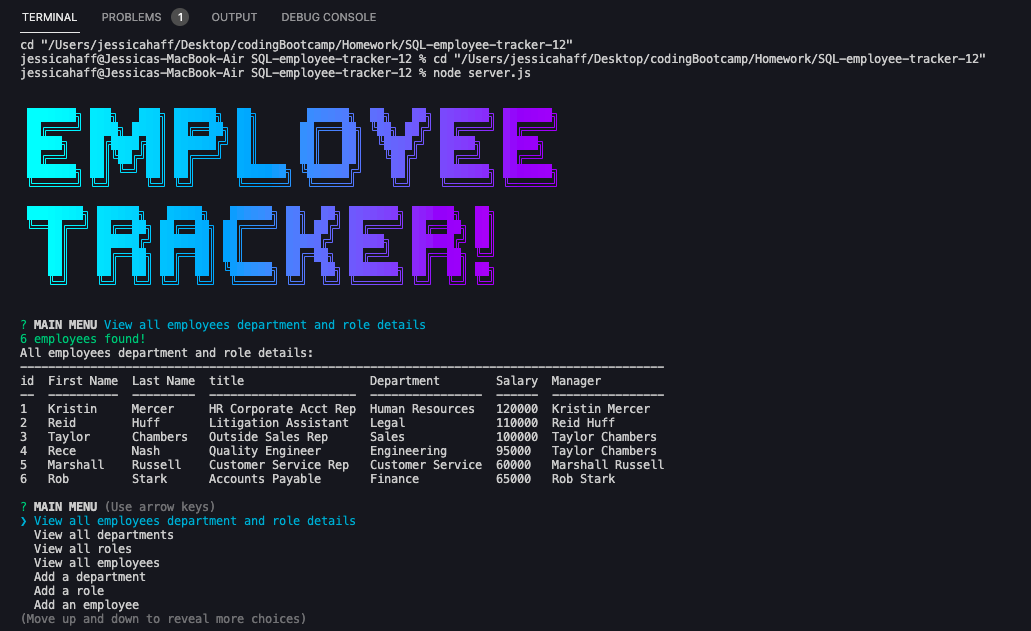 TERMINAL PROBLEMS 1 OUTPUT DEBUG CONSOLE
cd "/Users/jessicahaff/Desktop/codingBootcamp/Homework/SQL-employee-tracker-12"
jessicahaff@Jessicas-MacBook-Air SQL-employee-tracker-12 % cd "/Users/jessicahaff/Desktop/codingBootcamp/Homework/SQL-employee-tracker-12"
jessicahaff@Jessicas-MacBook-Air SQL-employee-tracker-12 % node server.js
EMPLOYEE
TRACKER!
? MAIN MENU View all employees department and role details
6 employees found!
All employees department and role details:
id First Name Last Name title Department Salary Manager
1 Kristin Mercer HR Corporate Acct Rep Human Resources 120000 Kristin Mercer
2 Reid Huff Litigation Assistant Legal 110000 Reid Huff
3 Taylor Chambers Outside Sales Rep Sales 100000 Taylor Chambers
4 Rece Nash Quality Engineer Engineering 95000 Taylor Chambers
5 Marshall Russell Customer Service Rep Customer Service 60000 Marshall Russell
6 Rob Stark Accounts Payable Finance 65000 Rob Stark
? MAIN MENU (Use arrow keys)
❯ View all employees department and role details
View all departments
View all roles
View all employees
Add a department
Add a role
Add an employee
(Move up and down to reveal more choices)